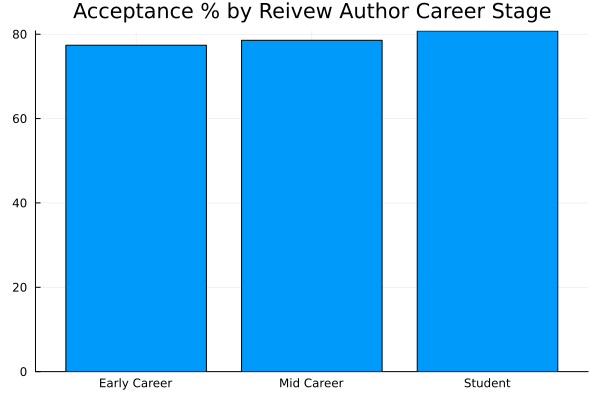 Acceptance % by Reivew Author Career Stage
80
60
40
20
0
Early Career
Mid Career
Student